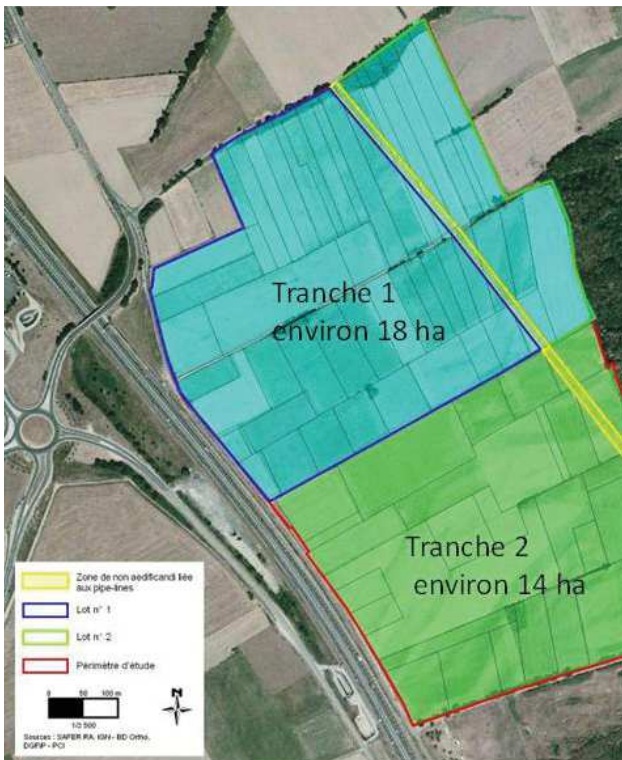 Tranche 1
environ 18 ha
Tranche 2
environ 14 ha
Zone de non aedificandi liée
aux pipe-lines
Lot n° 1
Lot n° 2
Périmètre d'étude
0 50 100 m
N
1/3 500
Sources : SAFER RA, IGN - BD Ortho,
DGFiP - PCI